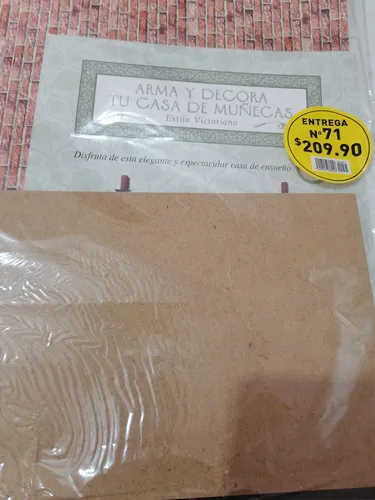 ARMA Y DECORA
TU CASA DE MUÑECAS
Estilo Victoriano
ENTREGA
Nº71
$209.90
Disfruta de esta elegante y espectacular casa de ensueño